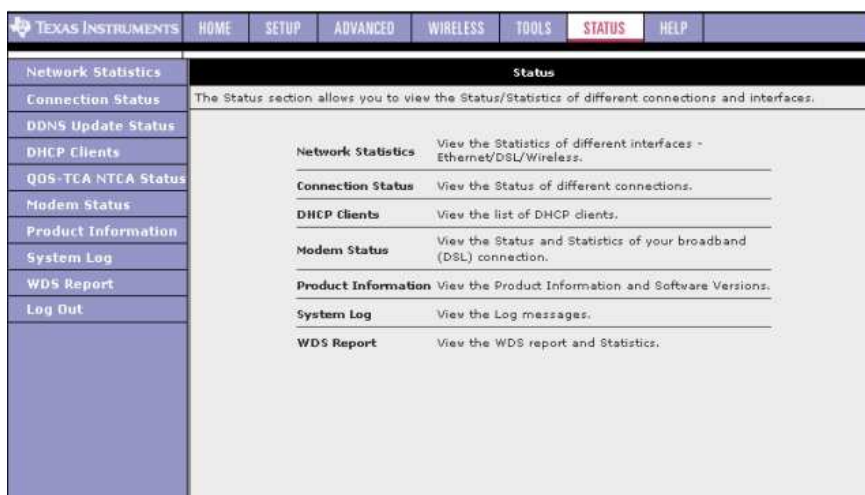 TEXAS INSTRUMENTS
HOME
SETUP
ADVANCED
WIRELESS
TOOLS
STATUS
HELP
Network Statistics
Connection Status
DDNS Update Status
DHCP Clients
QOS-TCA NTCA Status
Modem Status
Product Information
System Log
WDS Report
Log Out
Status
The Status section allows you to view the Status/Statistics of different connections and interfaces.
Network Statistics View the Statistics of different interfaces -
Ethernet/DSL/Wireless.
Connection Status View the Status of different connections.
DHCP Clients View the list of DHCP clients.
Modem Status View the Status and Statistics of your broadband
(DSL) connection.
Product Information View the Product Information and Software Versions.
System Log View the Log messages.
WDS Report View the WDS report and Statistics.